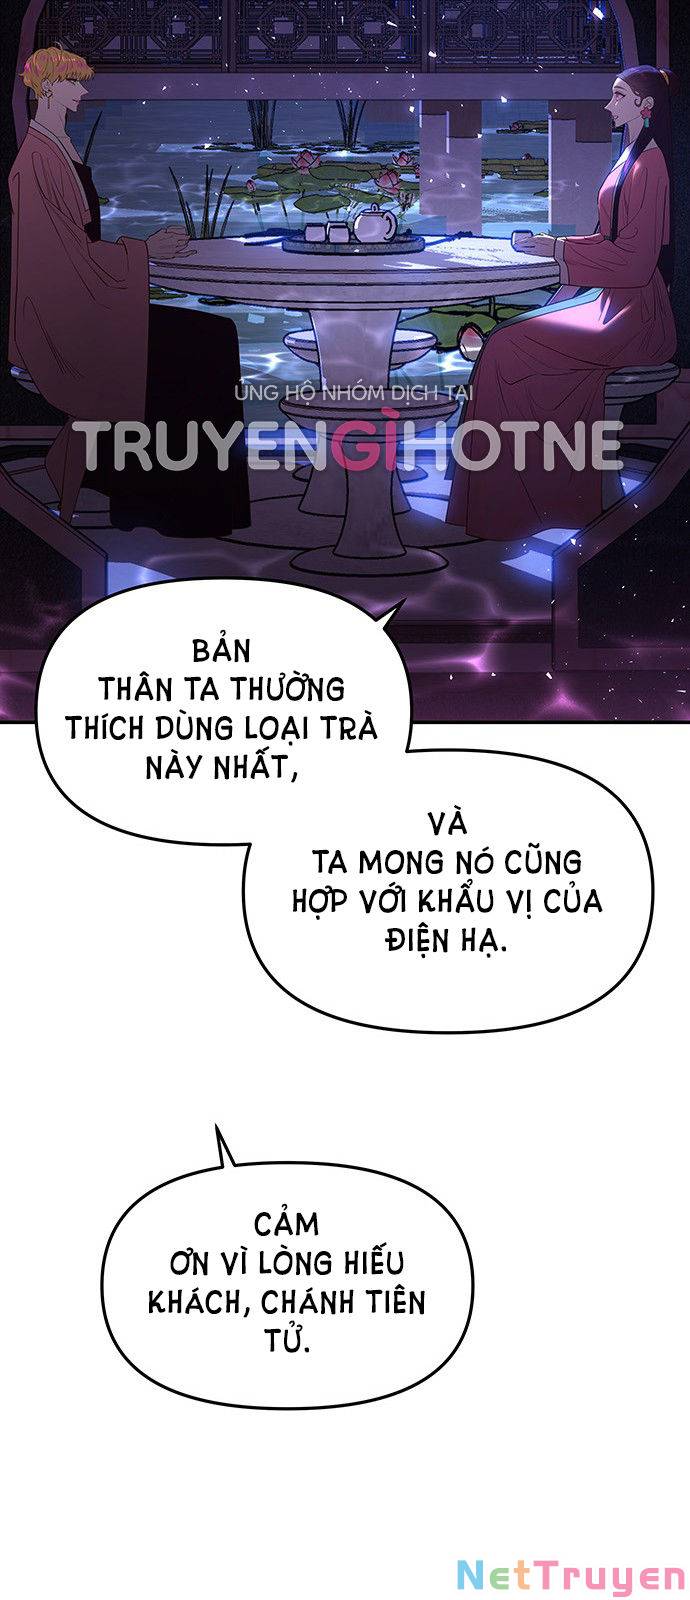 ỦNG HỘ NHÓM DỊCH TẠI
TRUYENGIHOTNE
BẢN
THÂN TA THƯỜNG
THÍCH DÙNG LOẠI TRÀ
NÀY NHẤT,
VÀ
TA MONG NÓ CŨNG
HỢP VỚI KHẨU VỊ CỦA
ĐIỆN HẠ.
CẢM
ƠN VÌ LÒNG HIẾU
KHÁCH, CHÁNH TIÊN
TỬ.
NetTruyen